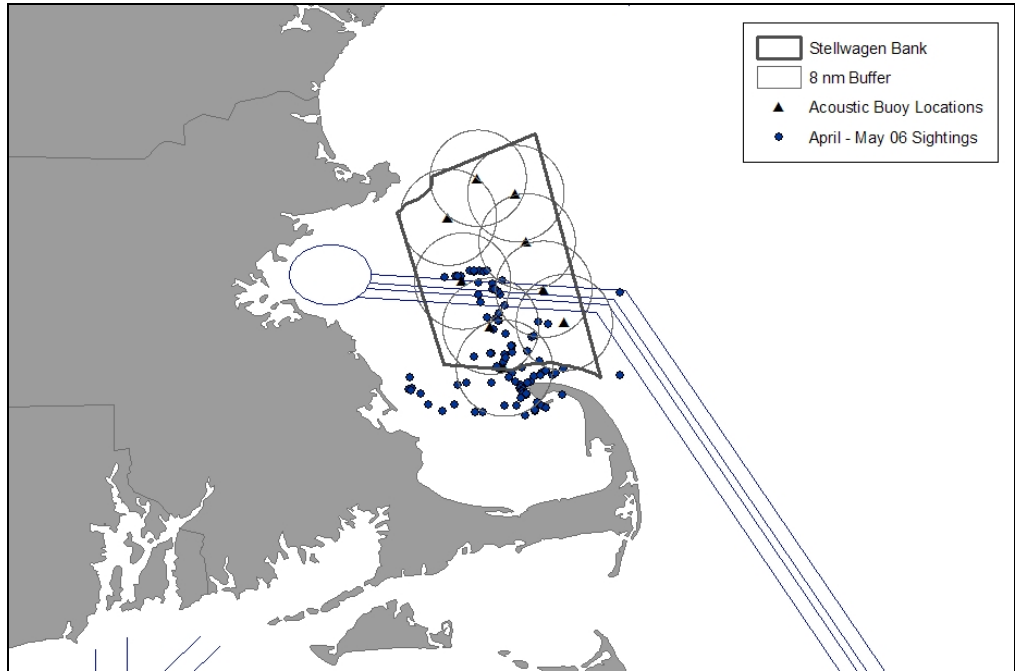 Stellwagen Bank
8 nm Buffer
Acoustic Buoy Locations
April - May 06 Sightings